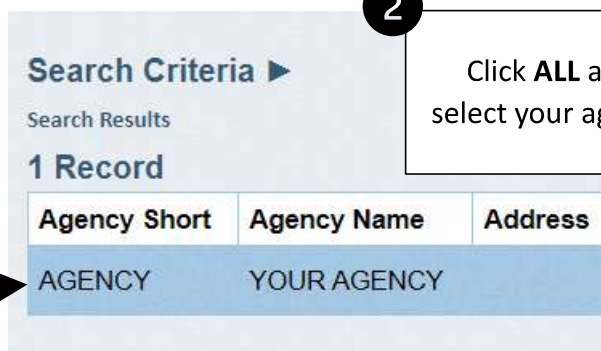 2
Search Criteria ▶
Click ALL a
select your ag
Search Results
1 Record
Agency Short Agency Name Address
AGENCY YOUR AGENCY